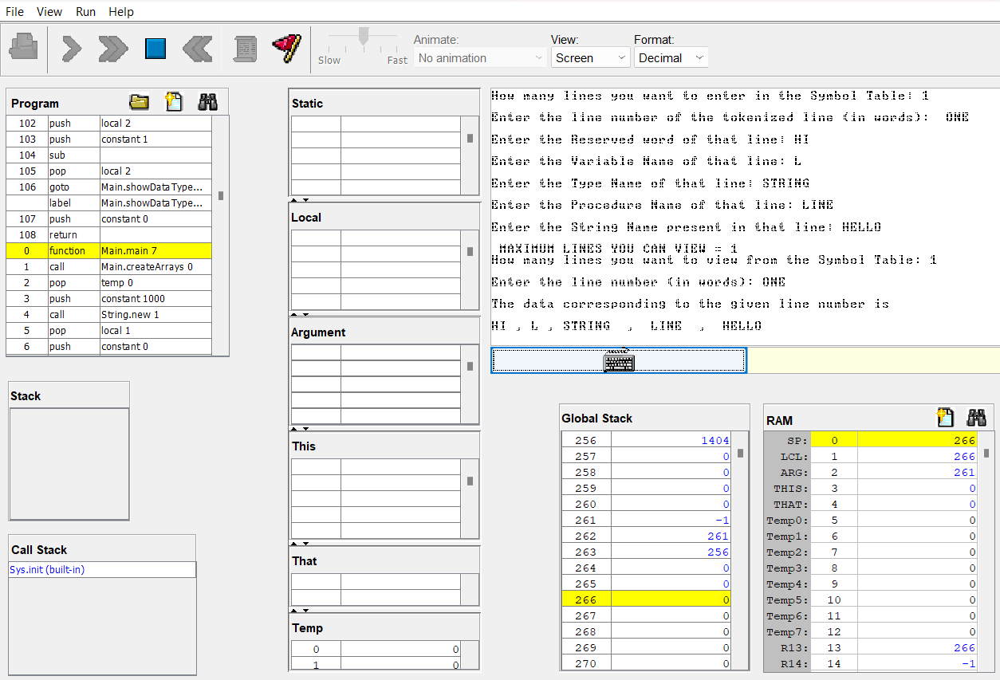 File View Run Help
Slow Fast
Animate:
No animation
View:
Screen
Format:
Decimal
Program
102 push local 2
103 push constant 1
104 sub
105 pop local 2
106 goto Main.showDataType...
label Main.showDataType...
107 push constant 0
108 return
0 function Main.main 7
1 call Main.createArrays 0
2 pop temp 0
3 push constant 1000
4 call String.new 1
5 pop local 1
6 push constant 0
Stack
Call Stack
Sys.init (built-in)
Static
Local
Argument
This
That
Temp
0 0
1 0
How many lines you want to enter in the Symbol Table: 1
Enter the line number of the tokenized line (in words):  ONE
Enter the Reserved word of that line: HI
Enter the Variable Name of that line: L
Enter the Type Name of that line: STRING
Enter the Procedure Name of that line: LINE
Enter the String Name present in that line: HELLO
MAXIMUM LINES YOU CAN VIEW = 1
How many lines you want to view from the Symbol Table: 1
Enter the line number (in words): ONE
The data corresponding to the given line number is
HI , L , STRING  ,  LINE  ,  HELLO
Global Stack
256 1404
257 0
258 0
259 0
260 0
261 -1
262 261
263 256
264 0
265 0
266 0
267 0
268 0
269 0
270 0
RAM
SP: 0 266
LCL: 1 266
ARG: 2 261
THIS: 3 0
THAT: 4 0
Temp0: 5 0
Temp1: 6 0
Temp2: 7 0
Temp3: 8 0
Temp4: 9 0
Temp5: 10 0
Temp6: 11 0
Temp7: 12 0
R13: 13 266
R14: 14 -1